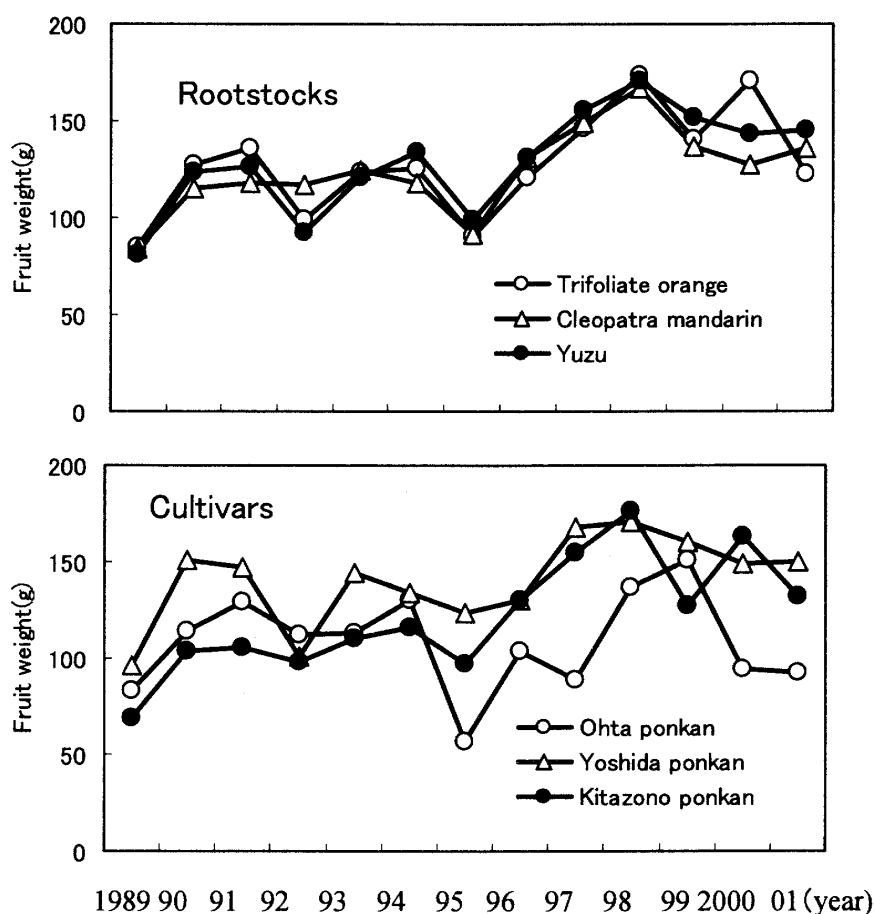 200
Rootstocks
150
100
50
0
Fruit weight(g)
Trifoliate orange
Cleopatra mandarin
Yuzu
200
Cultivars
150
100
50
0
Fruit weight(g)
Ohta ponkan
Yoshida ponkan
Kitazono ponkan
1989 90 91 92 93 94 95 96 97 98 99 2000 01 (year)